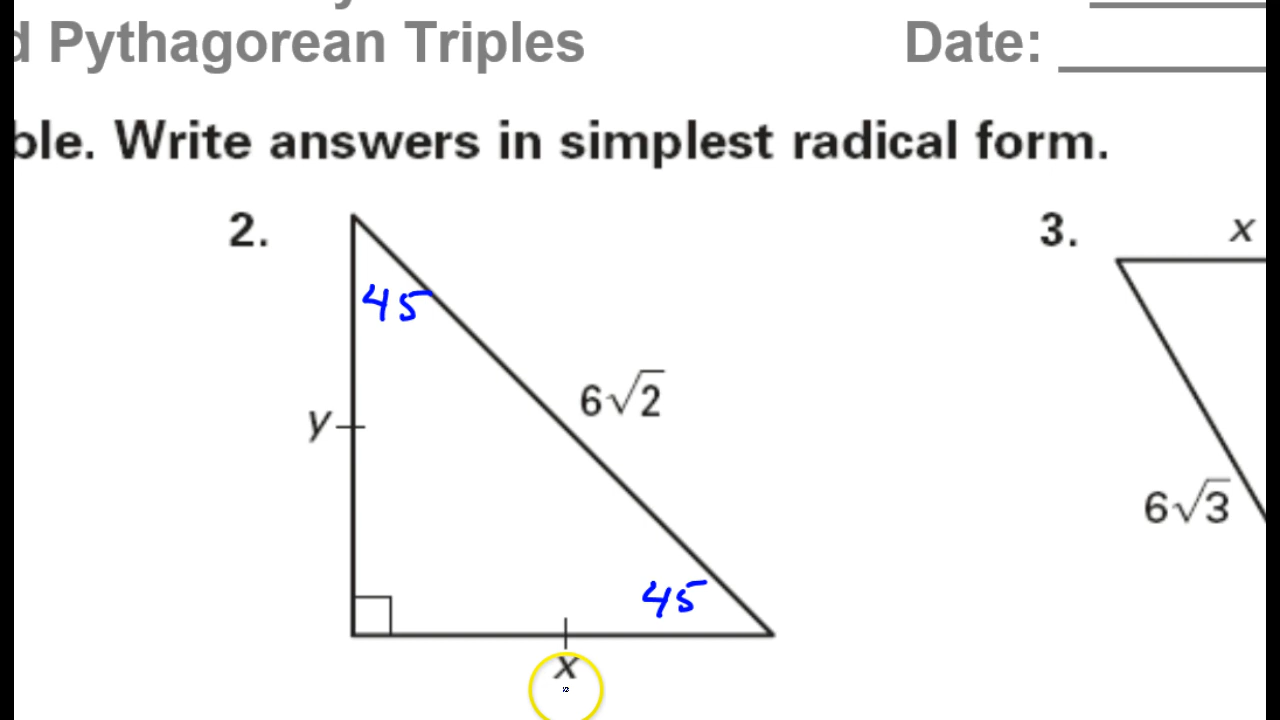 d Pythagorean Triples
Date:
ble. Write answers in simplest radical form.
2.
3.
x
45
6√2
y
6√3
45
x